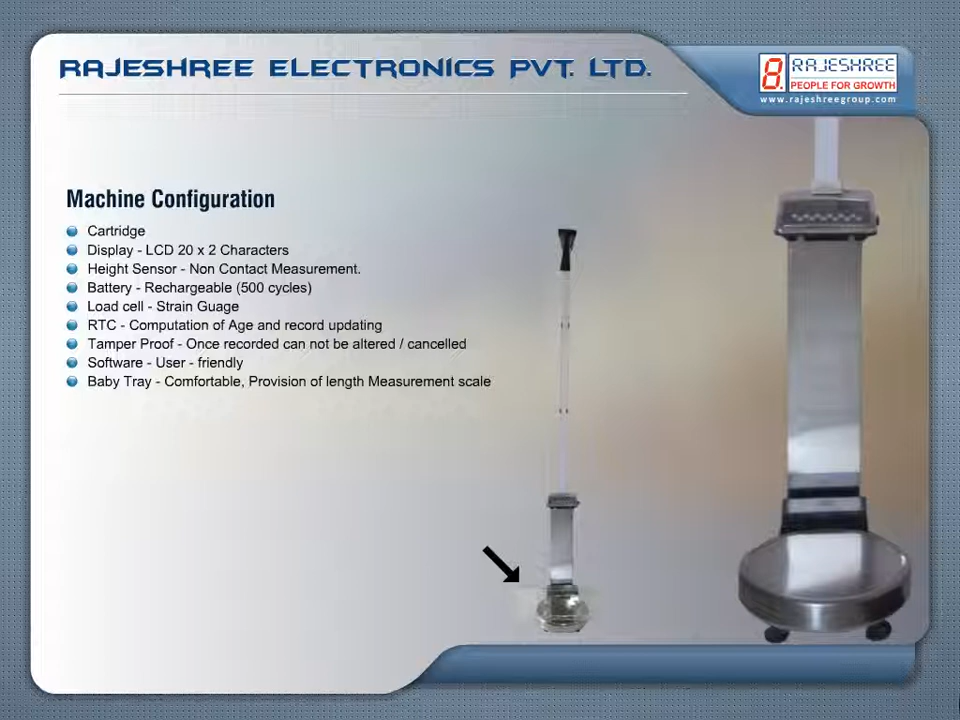 RAJESHREE ELECTRONICS PVT. LTD.
8.
RAJESHREE
PEOPLE FOR GROWTH
www.rajeshreegroup.com
Machine Configuration
Cartridge
Display - LCD 20 x 2 Characters
Height Sensor - Non Contact Measurement.
Battery - Rechargeable (500 cycles)
Load cell - Strain Guage
RTC - Computation of Age and record updating
Tamper Proof - Once recorded can not be altered / cancelled
Software - User - friendly
Baby Tray - Comfortable, Provision of length Measurement scale